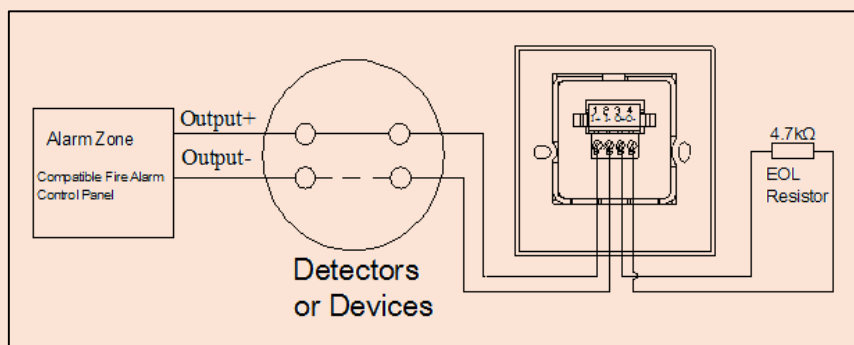 Output+
Alarm Zone
Output-
Compatible Fire Alarm
Control Panel
1 2 3 4
4.7kΩ
EOL
Resistor
Detectors
or Devices